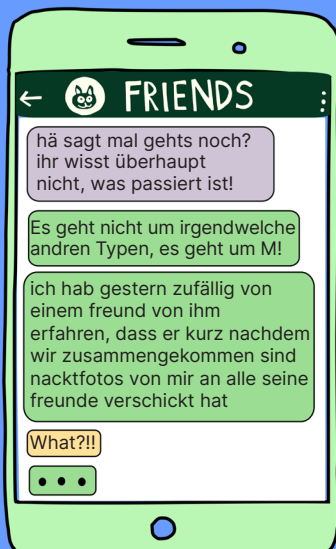 FRIENDS
hä sagt mal gehts noch?
ihr wisst überhaupt
nicht, was passiert ist!
Es geht nicht um irgendwelche
andren Typen, es geht um M!
ich hab gestern zufällig von
einem freund von ihm
erfahren, dass er kurz nachdem
wir zusammengekommen sind
nacktfotos von mir an alle seine
freunde verschickt hat
What?!!
• • •